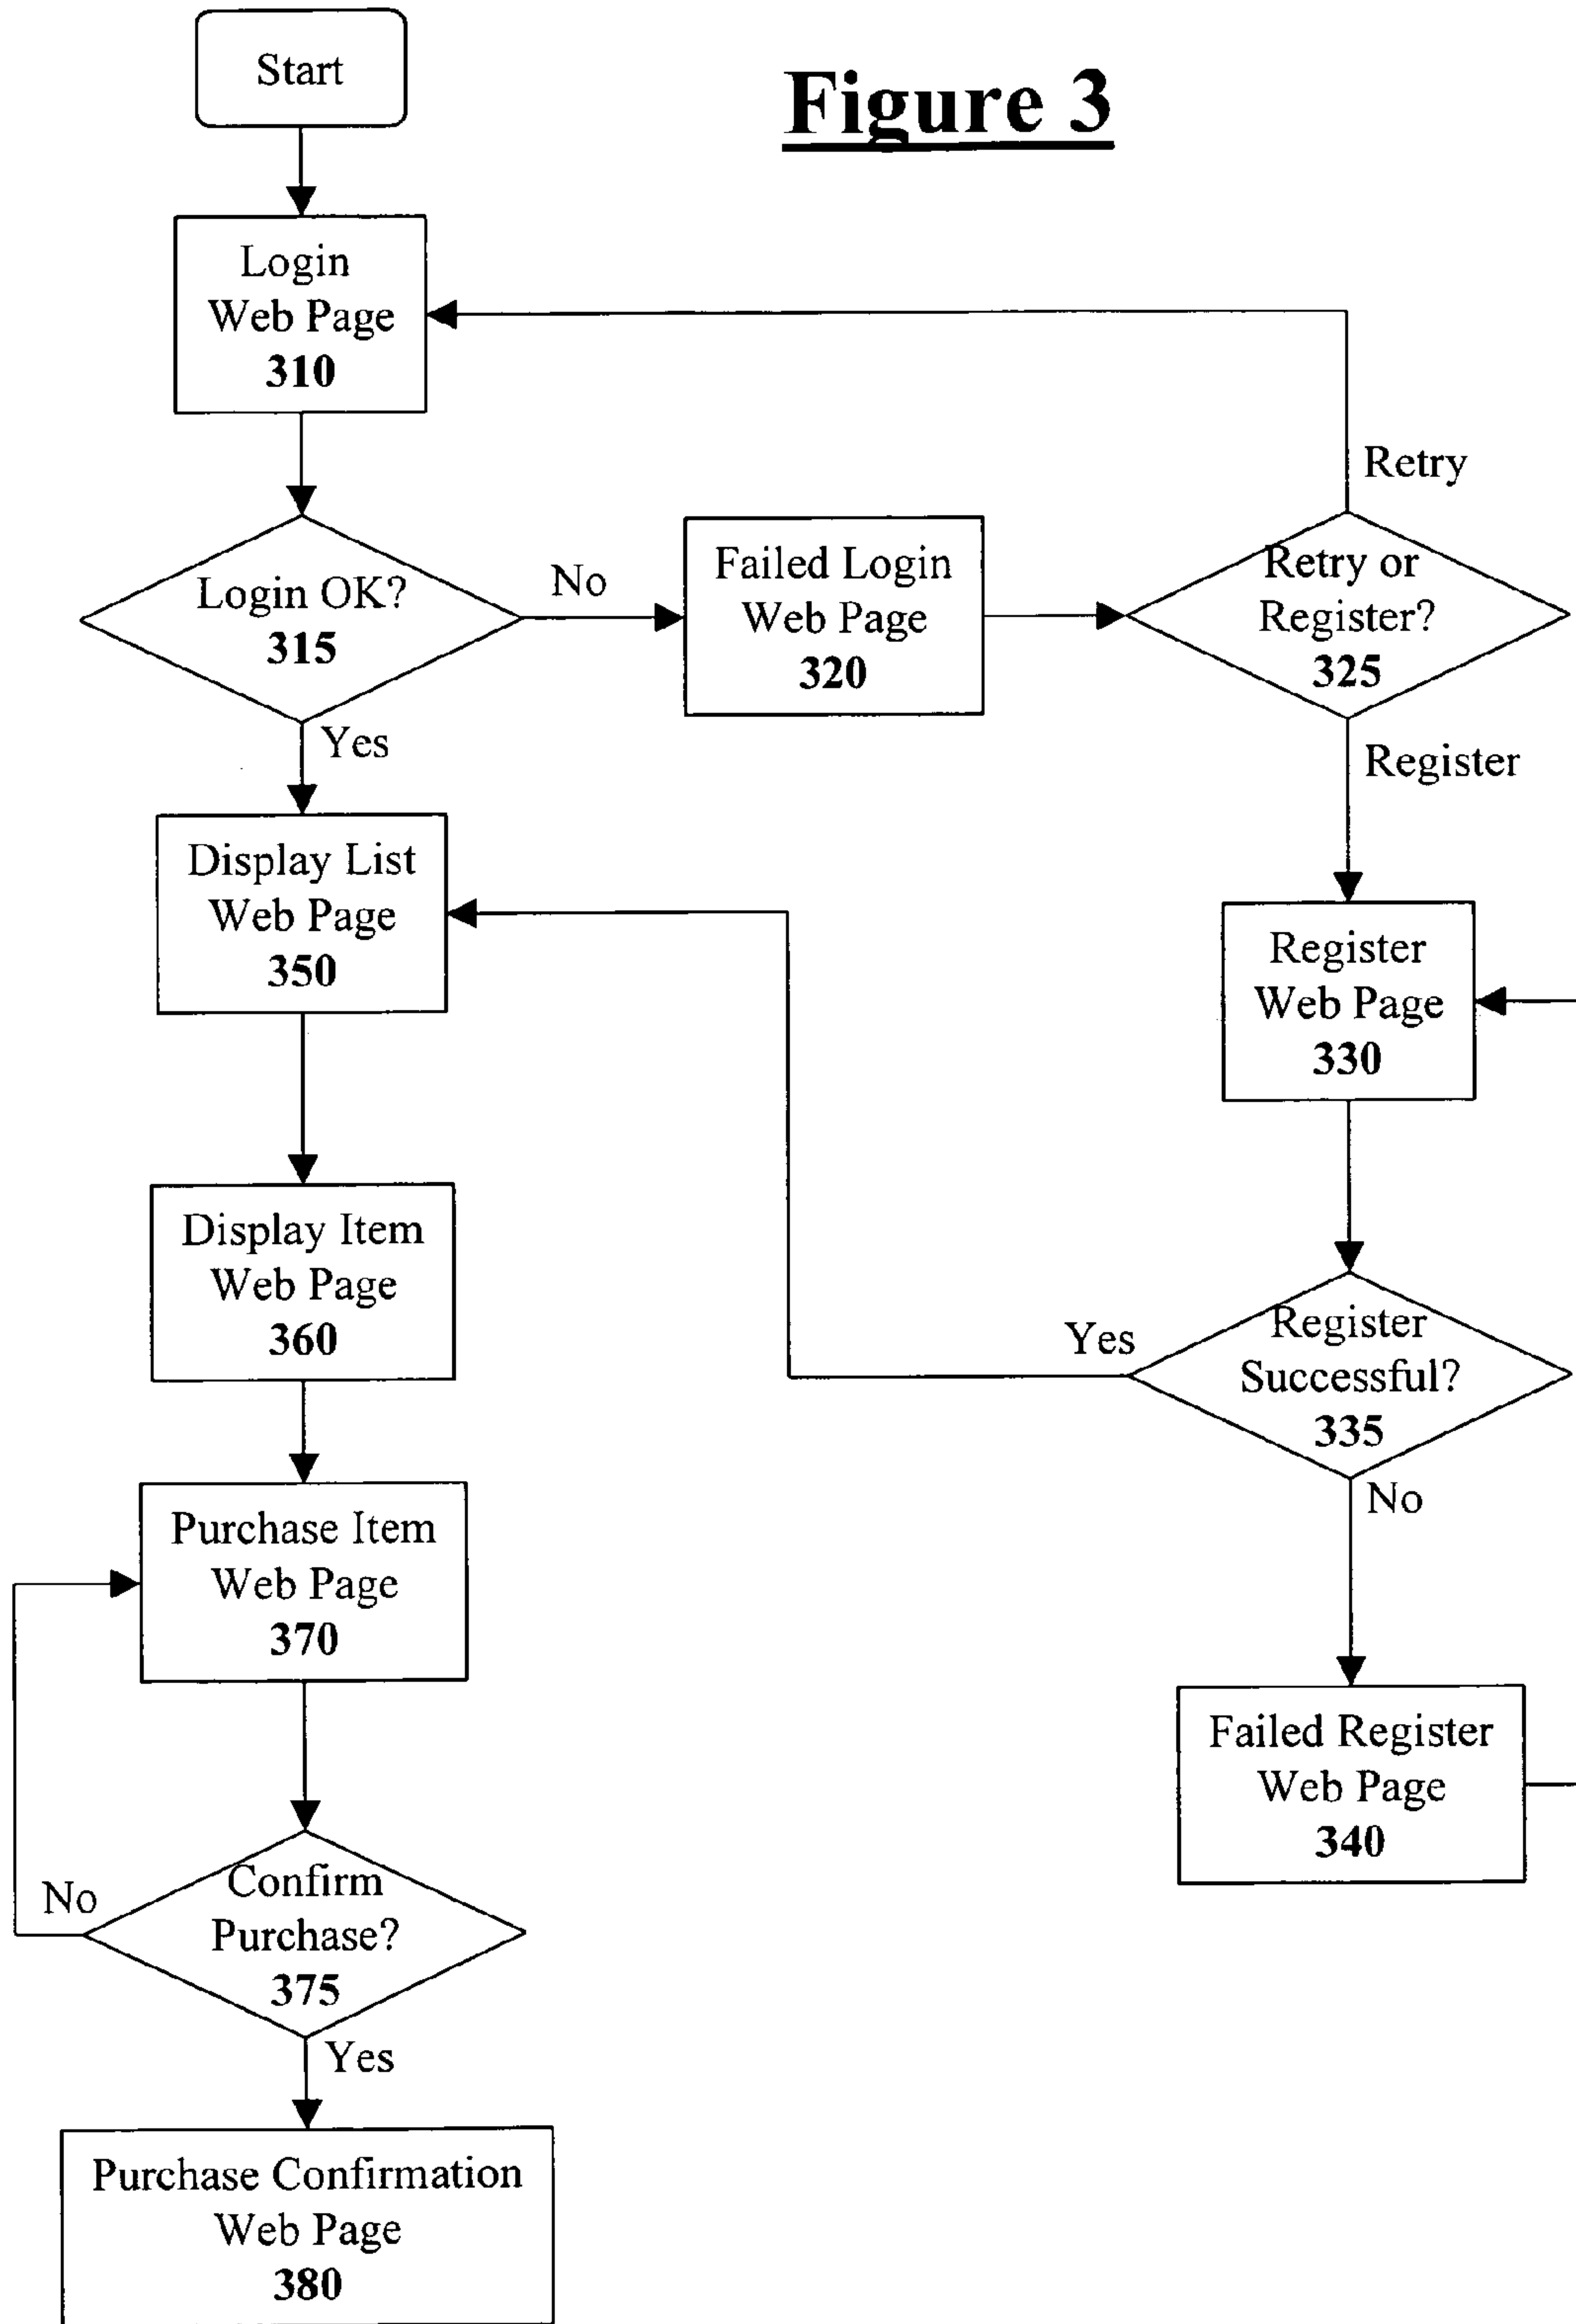 Start
Figure 3
Login
Web Page
310
Retry
Login OK?
315
No
Failed Login
Web Page
320
Retry or
Register?
325
Yes
Register
Display List
Web Page
350
Register
Web Page
330
Display Item
Web Page
360
Yes
Register
Successful?
335
No
Purchase Item
Web Page
370
Failed Register
Web Page
340
No
Confirm
Purchase?
375
Yes
Purchase Confirmation
Web Page
380